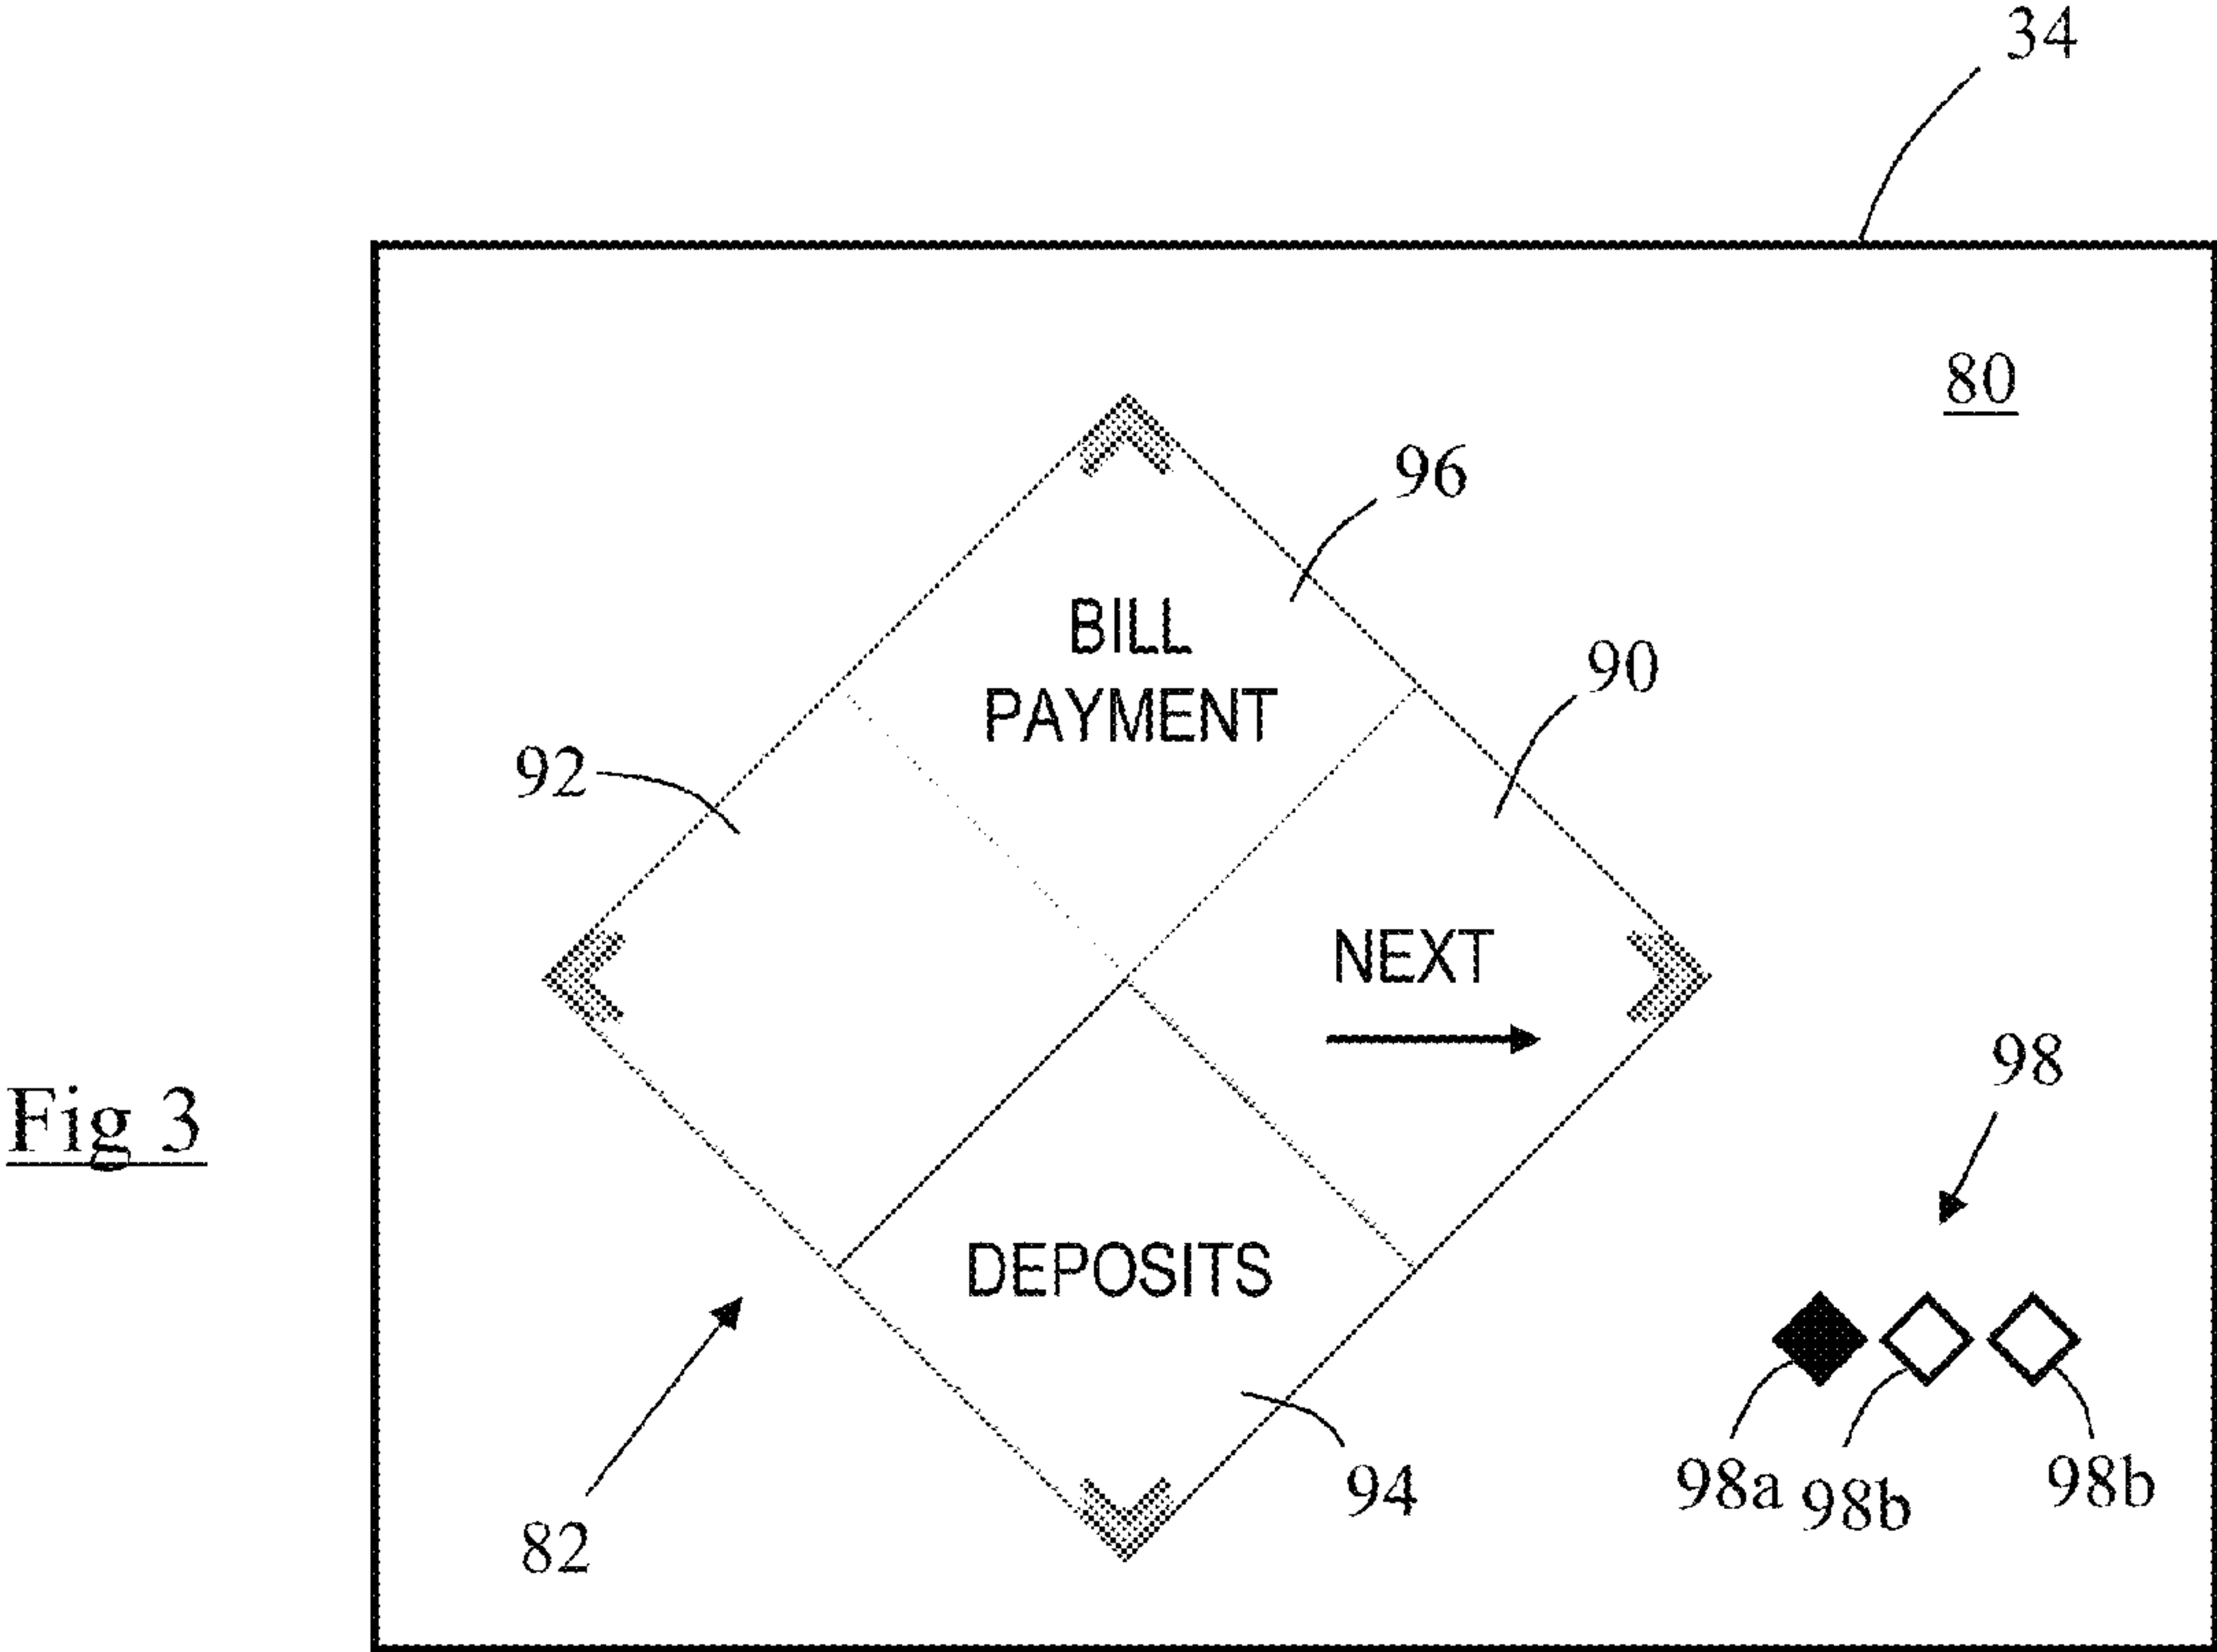 34
80
96
BILL
PAYMENT
90
92
NEXT
98
Fig 3
DEPOSITS
94
98a
98b
98b
82